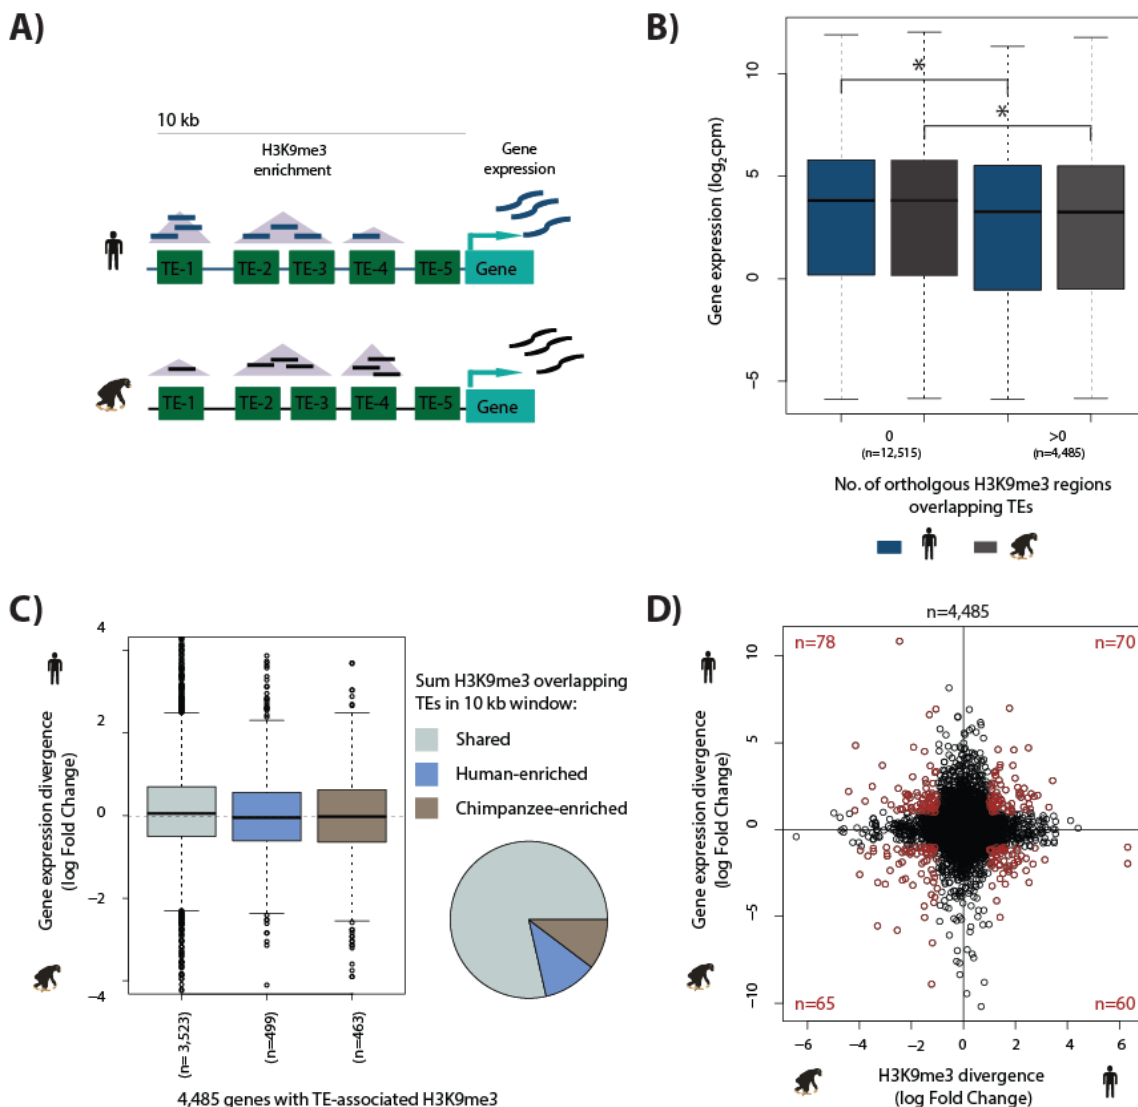 A)
10 kb
H3K9me3
enrichment
Gene
expression
TE-1
TE-2
TE-3
TE-4
TE-5
Gene
TE-1
TE-2
TE-3
TE-4
TE-5
Gene
B)
Gene expression (log2cpm)
10
5
0
−5
*
*
0
(n=12,515)
>0
(n=4,485)
No. of ortholgous H3K9me3 regions
overlapping TEs
C)
Gene expression divergence
(log Fold Change)
4
2
0
−2
−4
(n= 3,523)
(n=499)
(n=463)
4,485 genes with TE-associated H3K9me3
Sum H3K9me3 overlapping
TEs in 10 kb window:
Shared
Human-enriched
Chimpanzee-enriched
D)
n=4,485
n=78
n=70
n=65
n=60
Gene expression divergence
(log Fold Change)
10
5
0
−5
−10
−6
−4
−2
0
2
4
6
H3K9me3 divergence
(log Fold Change)